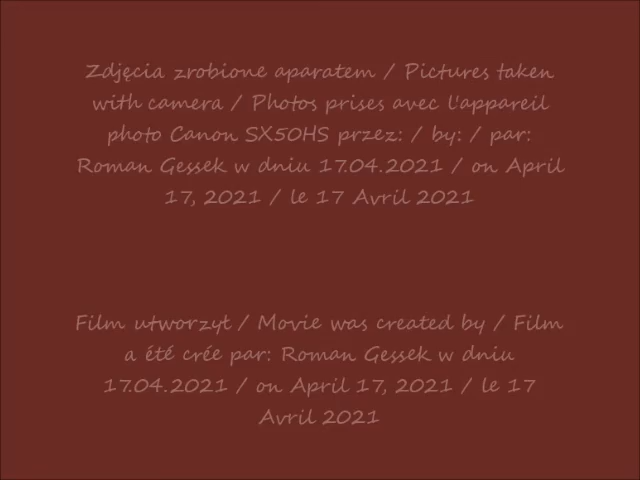 Zdjęcia zrobione aparatem / Pictures taken
with camera / Photos prises avec l'appareil
photo Canon SX50HS przez: / by: / par:
Roman Gessek w dniu 17.04.2021 / on April
17, 2021 / le 17 Avril 2021
Film utworzył / Movie was created by / Film
a été crée par: Roman Gessek w dniu
17.04.2021 / on April 17, 2021 / le 17
Avril 2021